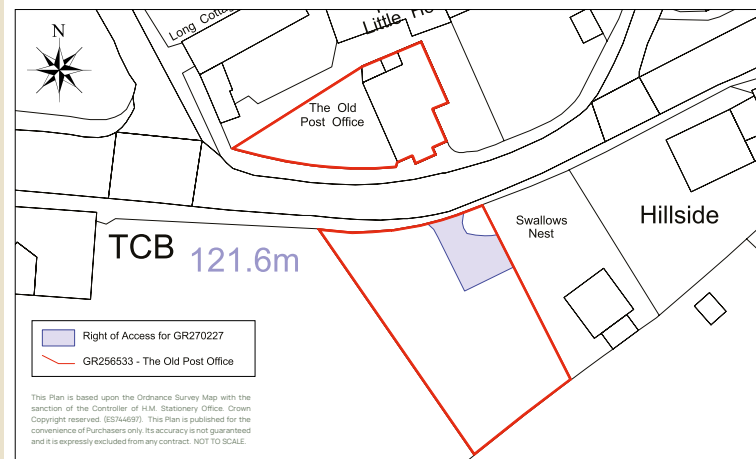 N
Long Cottag
Little Ho
The Old
Post Office
Swallows
Nest
Hillside
TCB
121.6m
Right of Access for GR270227
GR256533 - The Old Post Office
This Plan is based upon the Ordnance Survey Map with the
sanction of the Controller of H.M. Stationery Office. Crown
Copyright reserved. (ES744697). This Plan is published for the
convenience of Purchasers only. Its accuracy is not guaranteed
and it is expressly excluded from any contract. NOT TO SCALE.